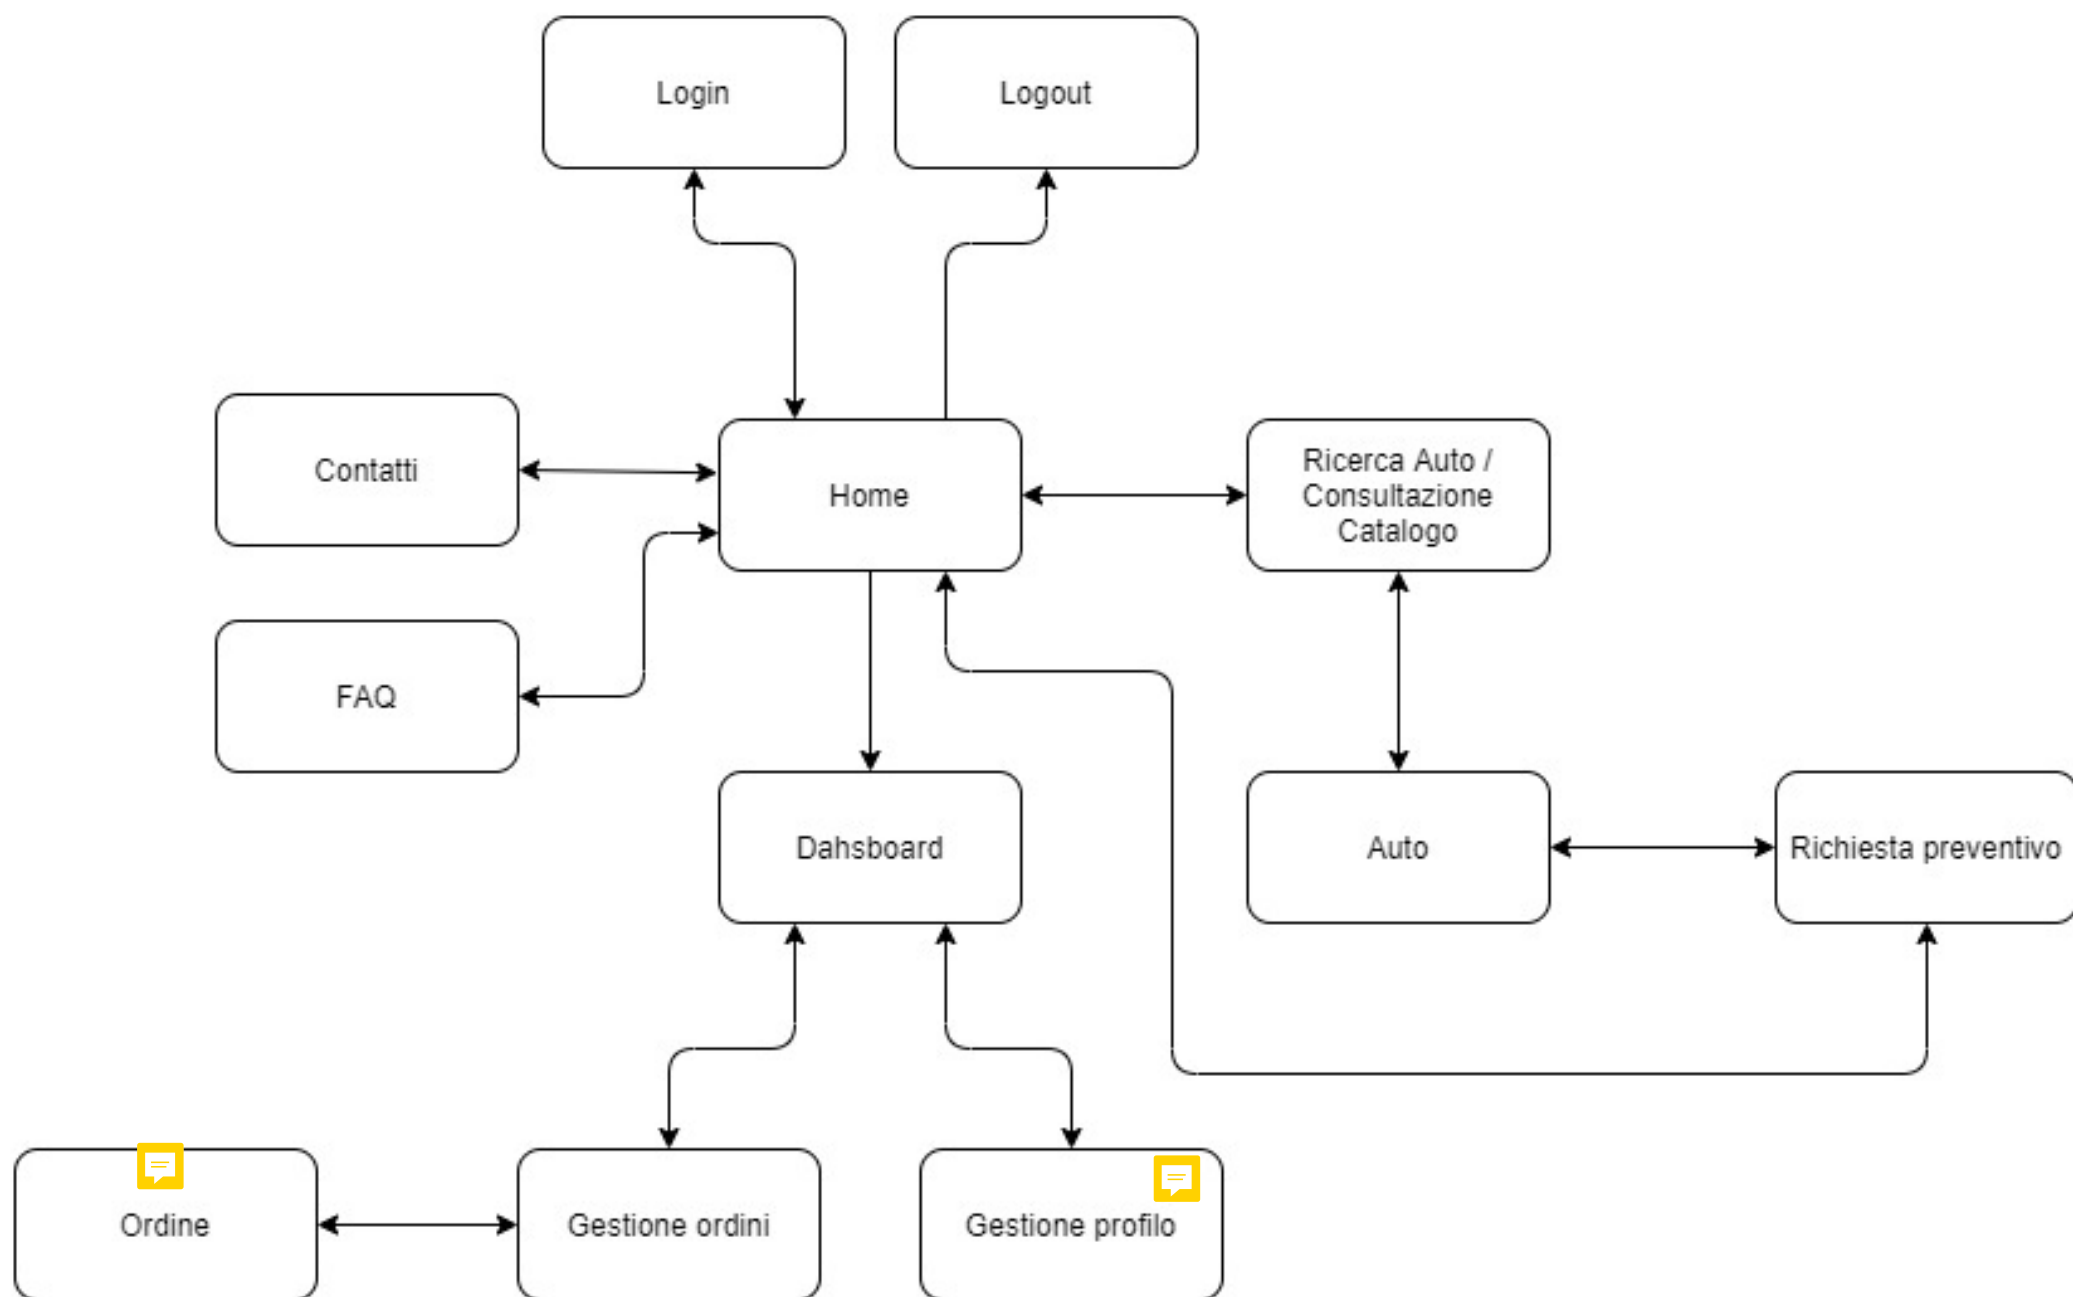 Login
Logout
Contatti
Home
Ricerca Auto /
Consultazione
Catalogo
FAQ
Dahsboard
Auto
Richiesta preventivo
Ordine
Gestione ordini
Gestione profilo